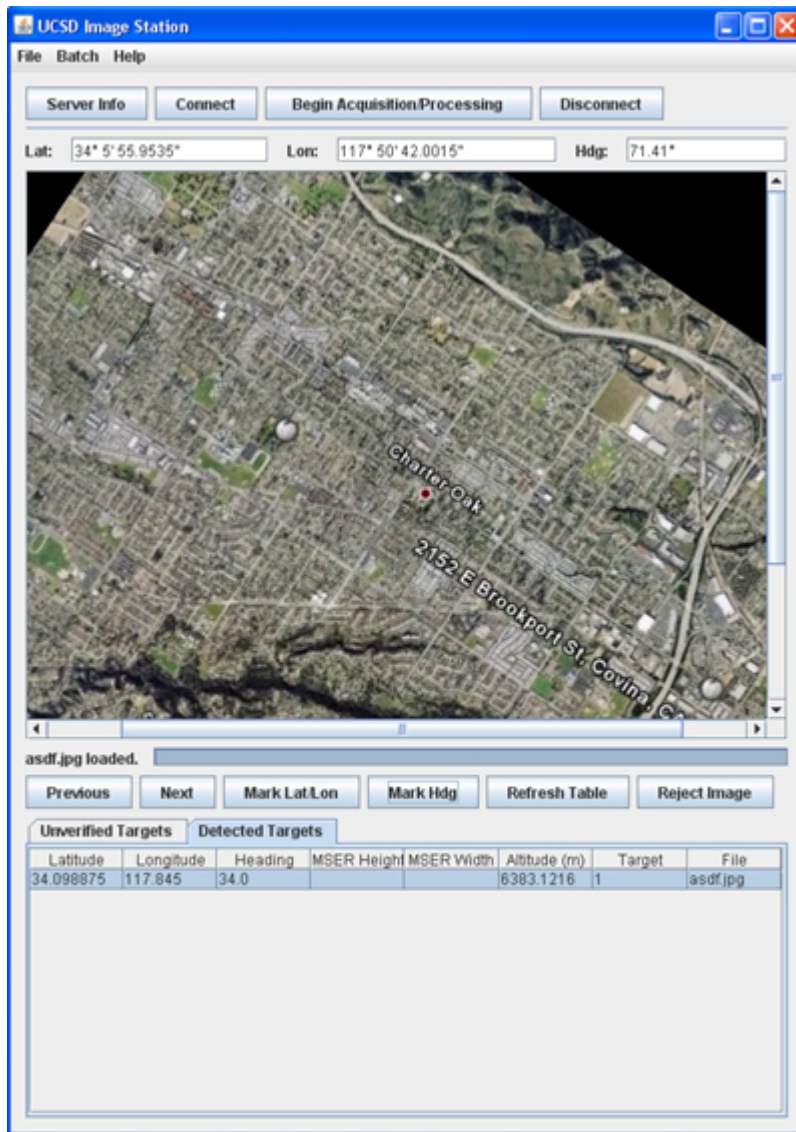 UCSD Image Station
File Batch Help
Server Info Connect Begin Acquisition/Processing Disconnect
Lat: 34° 5' 55.9535" Lon: 117° 50' 42.0015" Hdg: 71.41°
Charter Oak
2152 E Brookport St, Covina,
asdf.jpg loaded.
Previous Next Mark Lat/Lon Mark Hdg Refresh Table Reject Image
Unverified Targets Detected Targets
Latitude Longitude Heading MSER Height MSER Width Altitude (m) Target File
34.098875 117.845 34.0 6383.1216 1 asdf.jpg